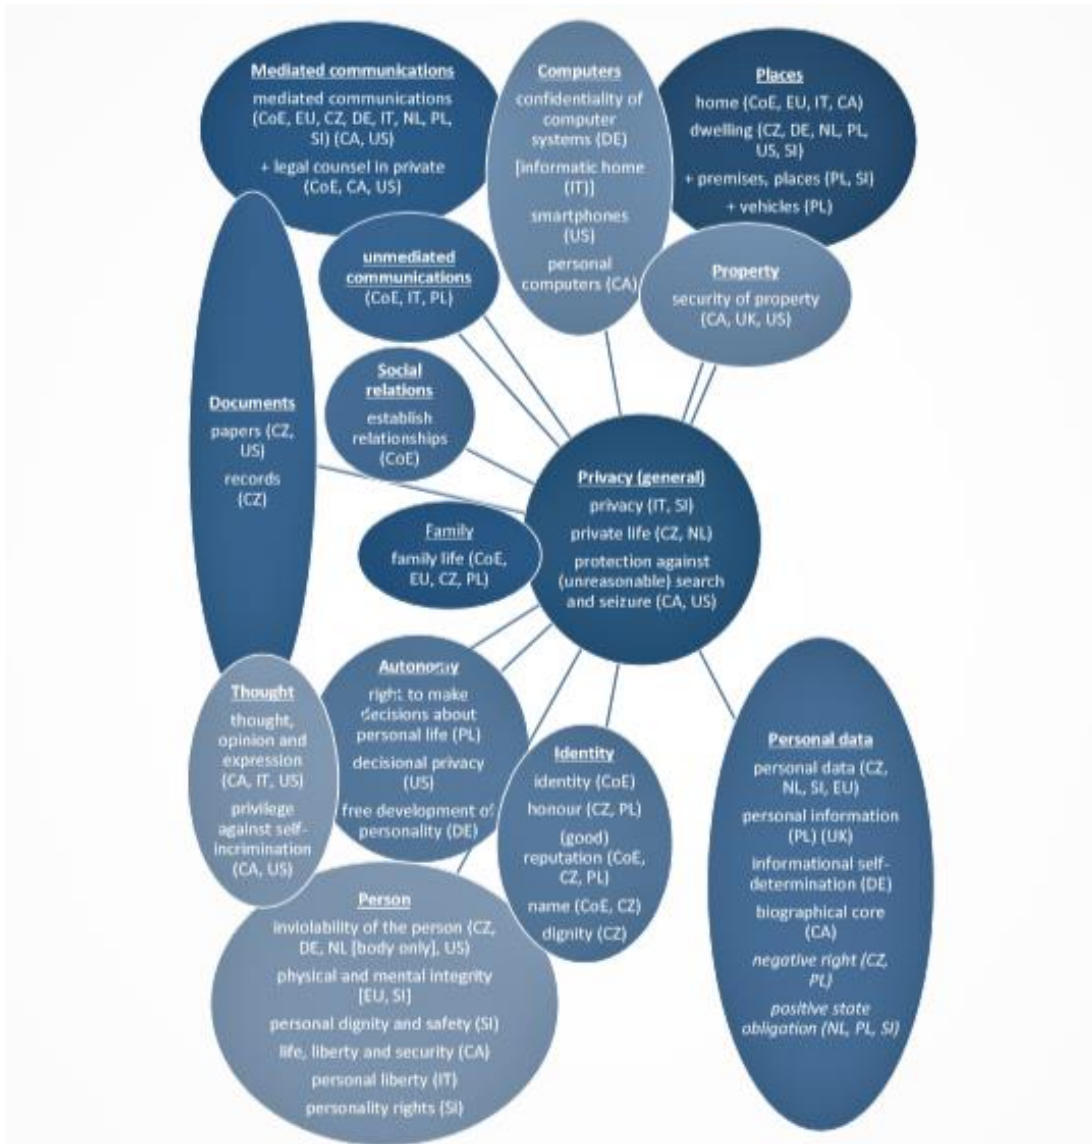 Mediated communications
mediated communications
(CoE, EU, CZ, DE, IT, NL, PL,
SI) (CA, US)
+ legal counsel in private
(CoE, CA, US)
Computers
confidentiality of
computer
systems (DE)
[informatic home
(IT)]
smartphones
(US)
personal
computers (CA)
Places
home (CoE, EU, IT, CA)
dwelling (CZ, DE, NL, PL,
US, SI)
+ premises, places (PL, SI)
+ vehicles (PL)
unmediated
communications
(CoE, IT, PL)
Property
security of property
(CA, UK, US)
Social
relations
establish
relationships
(CoE)
Documents
papers (CZ,
US)
records
(CZ)
Privacy (general)
privacy (IT, SI)
private life (CZ, NL)
protection against
(unreasonable) search
and seizure (CA, US)
Family
family life (CoE,
EU, CZ, PL)
Autonomy
right to make
decisions about
personal life (PL)
decisional privacy
(US)
free development of
personality (DE)
Thought
thought,
opinion and
expression
(CA, IT, US)
privilege
against self-
incrimination
(CA, US)
Identity
identity (CoE)
honour (CZ, PL)
(good)
reputation (CoE,
CZ, PL)
name (CoE, CZ)
dignity (CZ)
Personal data
personal data (CZ,
NL, SI, EU)
personal information
(PL) (UK)
informational self-
determination (DE)
biographical core
(CA)
negative right (CZ,
PL)
positive state
obligation (NL, PL, SI)
Person
inviolability of the person (CZ,
DE, NL [body only], US)
physical and mental integrity
[EU, SI]
personal dignity and safety (SI)
life, liberty and security (CA)
personal liberty (IT)
personality rights (SI)